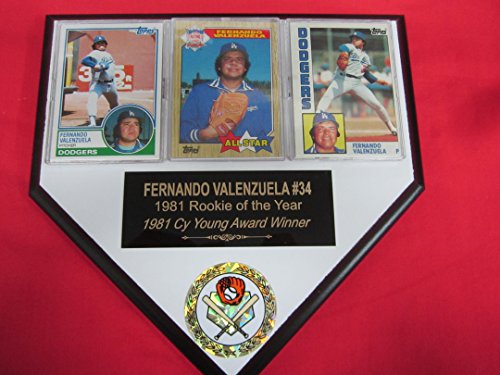 Topps
FERNANDO VALENZUELA
PITCHER
DODGERS
FERNANDO
VALENZUELA
Topps
ALL STAR
Topps
DODGERS
FERNANDO
VALENZUELA
P
FERNANDO VALENZUELA #34
1981 Rookie of the Year
1981 Cy Young Award Winner